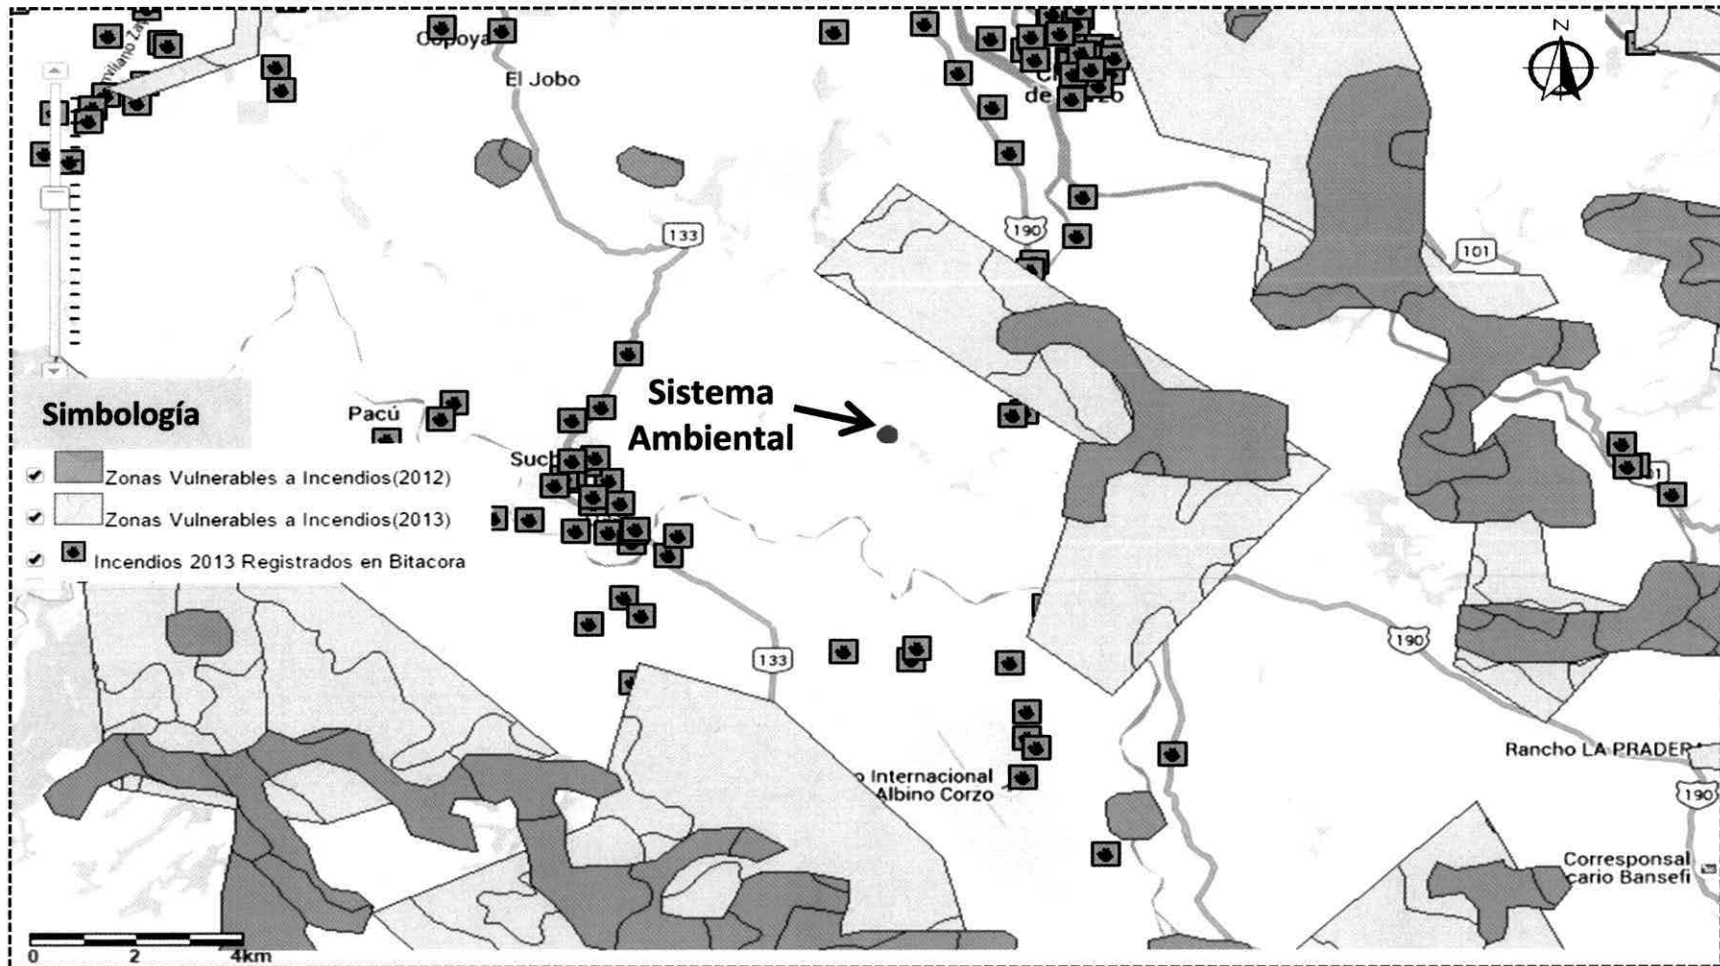 Copoya
El Jobo
N
133
190
101
Sistema
Ambiental
Simbología
Pacú
Zonas Vulnerables a Incendios(2012)
Zonas Vulnerables a Incendios(2013)
Incendios 2013 Registrados en Bitacora
133
190
Rancho LA PRADERA
Internacional
Albino Corzo
190
Corresponsal
cario Bansefi
0 2 4km